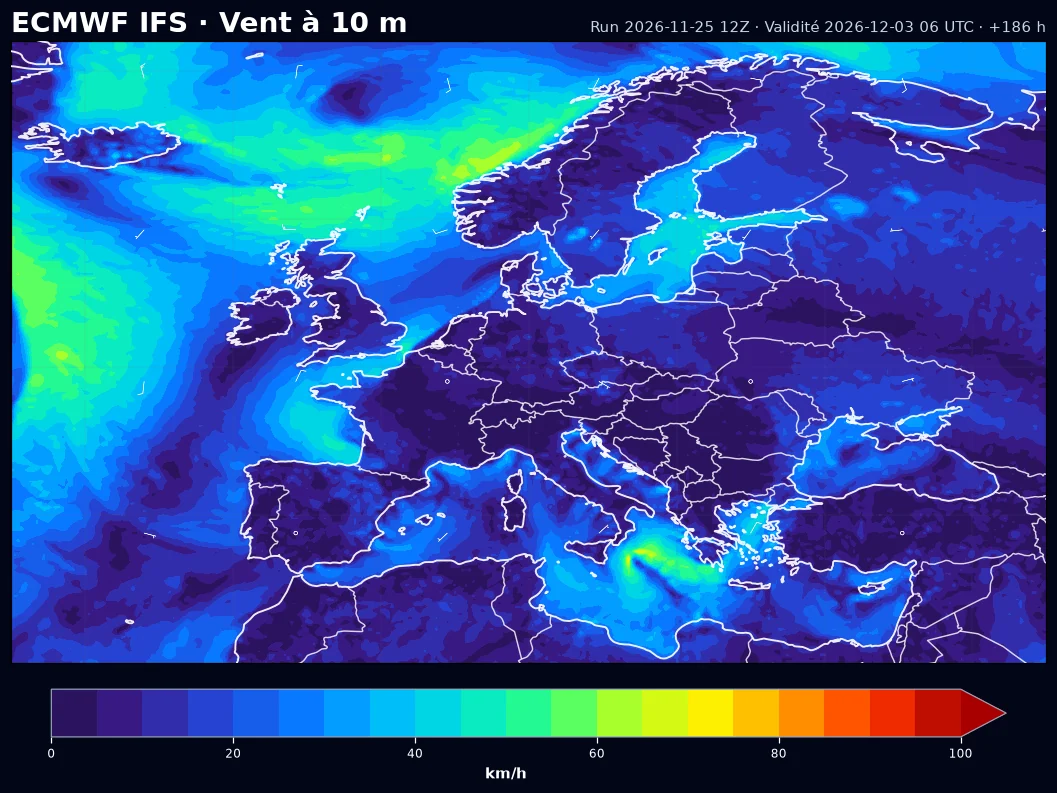 ECMWF IFS · Vent à 10 m
Run 2026-11-25 12Z · Validité 2026-12-03 06 UTC · +186 h
0 20 40 60 80 100
km/h